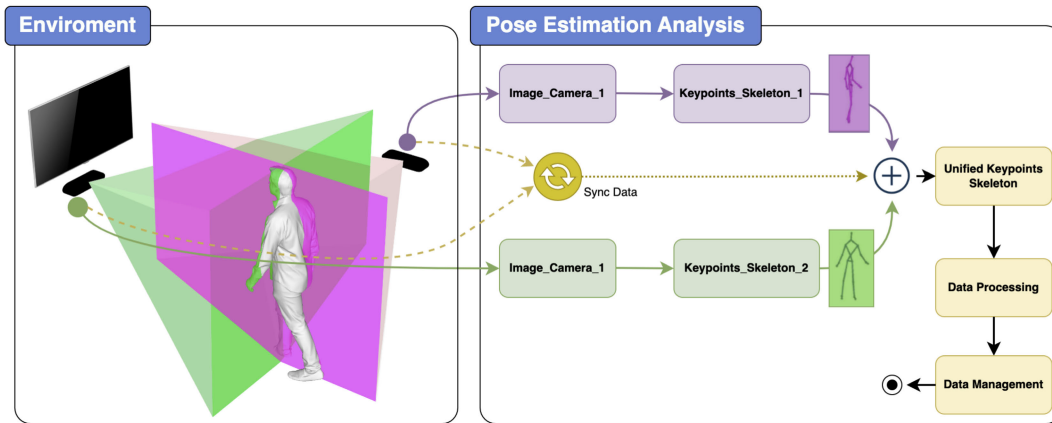 Enviroment
Pose Estimation Analysis
Image_Camera_1
Keypoints_Skeleton_1
Sync Data
Unified Keypoints
Skeleton
Image_Camera_1
Keypoints_Skeleton_2
Data Processing
Data Management